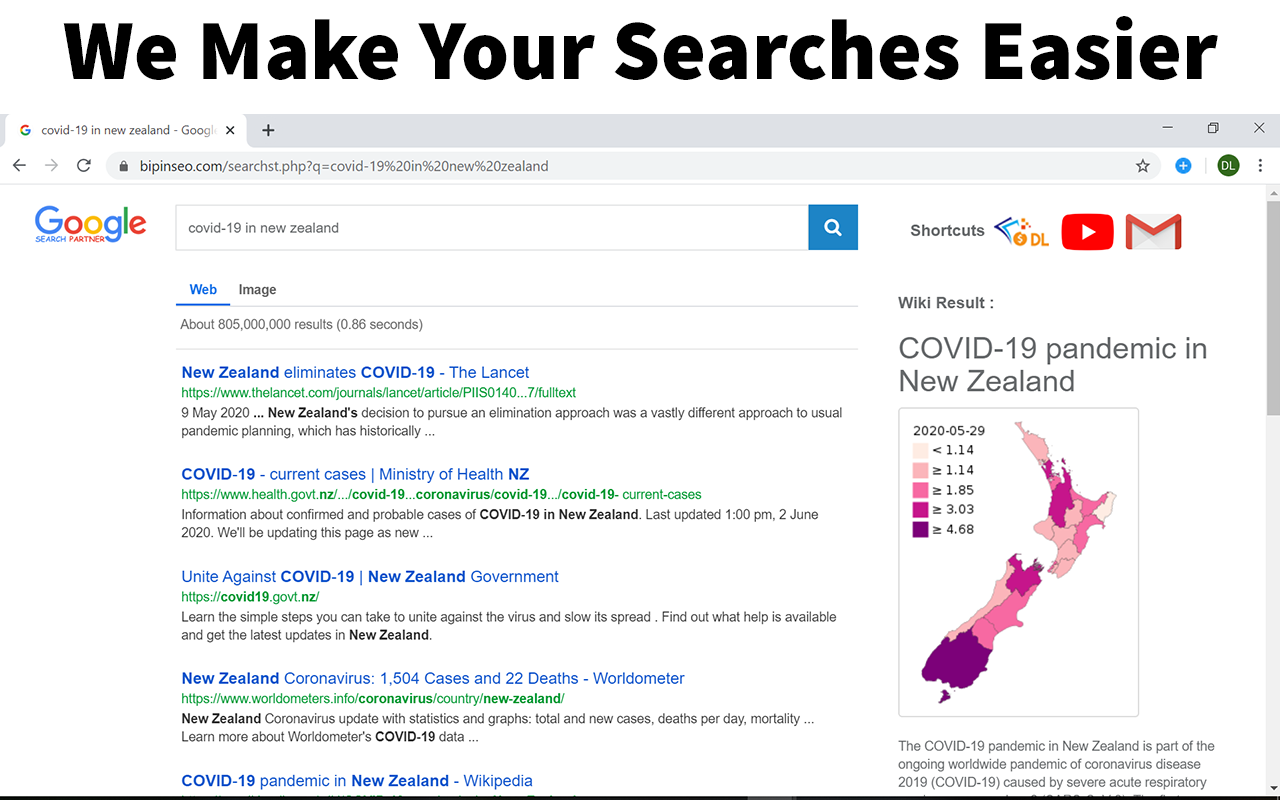 We Make Your Searches Easier
covid-19 in new zealand - Googl
bipinseo.com/searchst.php?q=covid-19%20in%20new%20zealand
DL
Google
SEARCH PARTNER
covid-19 in new zealand
Shortcuts
DL
Web Image
About 805,000,000 results (0.86 seconds)
New Zealand eliminates COVID-19 - The Lancet
https://www.thelancet.com/journals/lancet/article/PIIS0140...7/fulltext
9 May 2020 ... New Zealand's decision to pursue an elimination approach was a vastly different approach to usual
pandemic planning, which has historically ...
COVID-19 - current cases | Ministry of Health NZ
https://www.health.govt.nz/.../covid-19...coronavirus/covid-19.../covid-19- current-cases
Information about confirmed and probable cases of COVID-19 in New Zealand. Last updated 1:00 pm, 2 June
2020. We'll be updating this page as new ...
Unite Against COVID-19 | New Zealand Government
https://covid19.govt.nz/
Learn the simple steps you can take to unite against the virus and slow its spread . Find out what help is available
and get the latest updates in New Zealand.
New Zealand Coronavirus: 1,504 Cases and 22 Deaths - Worldometer
https://www.worldometers.info/coronavirus/country/new-zealand/
New Zealand Coronavirus update with statistics and graphs: total and new cases, deaths per day, mortality ...
Learn more about Worldometer's COVID-19 data ...
COVID-19 pandemic in New Zealand - Wikipedia
Wiki Result :
COVID-19 pandemic in
New Zealand
2020-05-29
< 1.14
≥ 1.14
≥ 1.85
≥ 3.03
≥ 4.68
The COVID-19 pandemic in New Zealand is part of the
ongoing worldwide pandemic of coronavirus disease
2019 (COVID-19) caused by severe acute respiratory